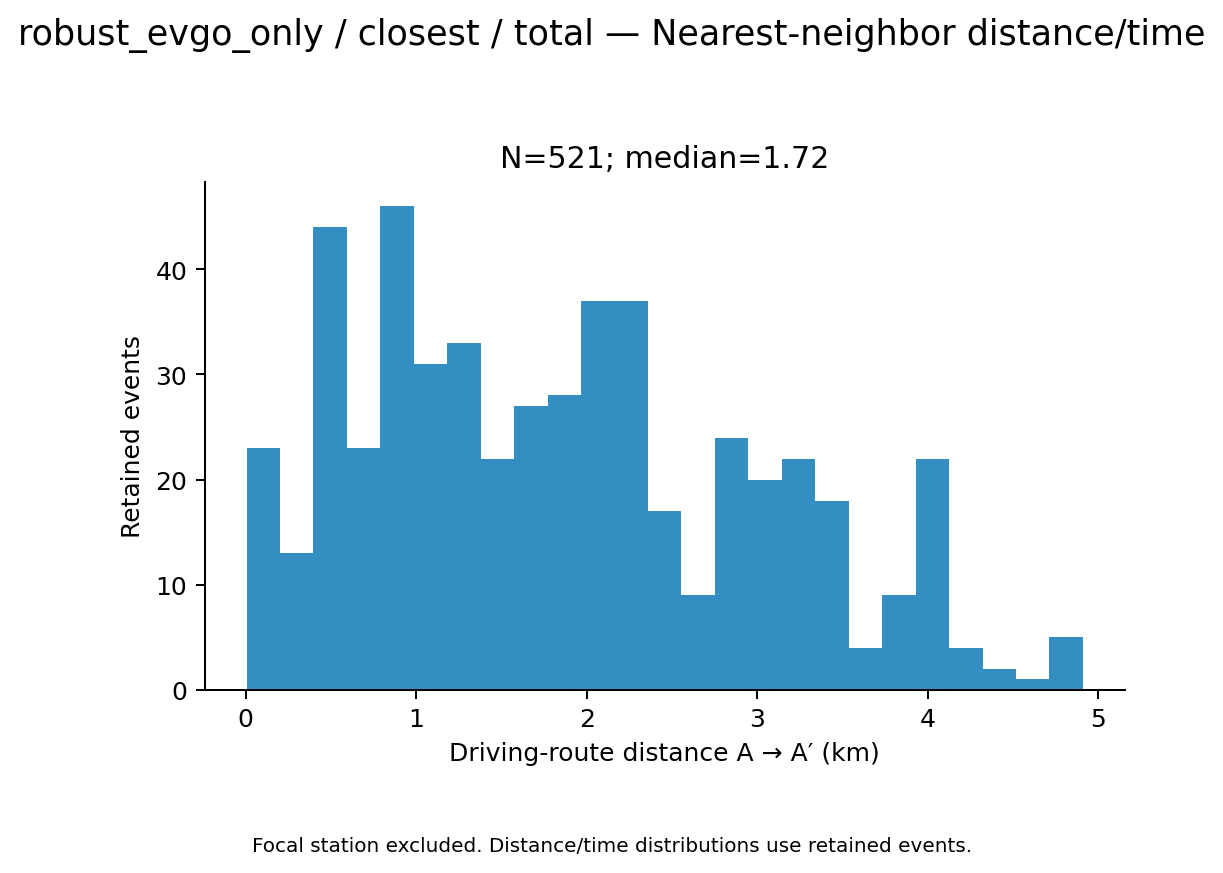 robust_evgo_only / closest / total — Nearest-neighbor distance/time
N=521; median=1.72
Retained events
40
30
20
10
0
0 1 2 3 4 5
Driving-route distance A → A′ (km)
Focal station excluded. Distance/time distributions use retained events.